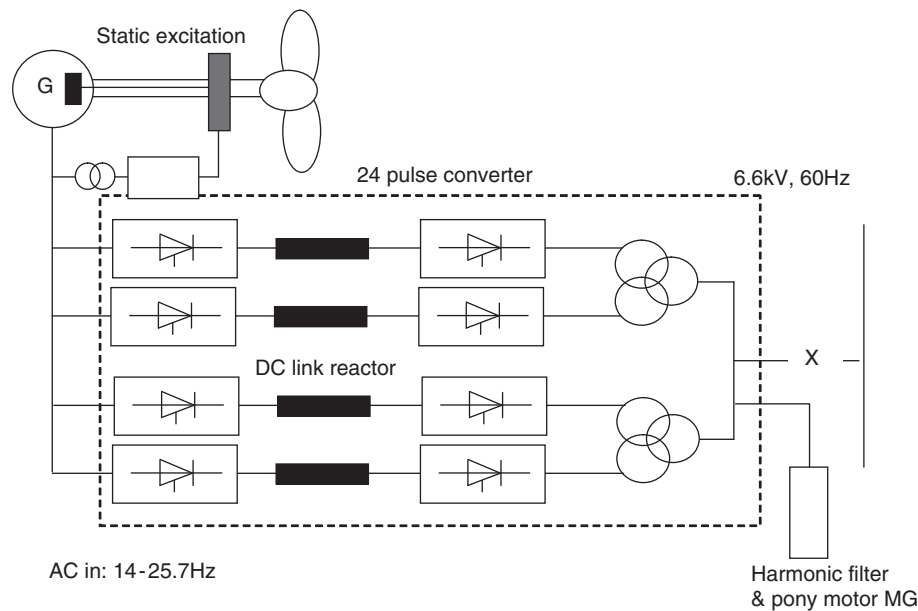 Static excitation
G
24 pulse converter
6.6kV, 60Hz
DC link reactor
X
AC in: 14-25.7Hz
Harmonic filter
& pony motor MG